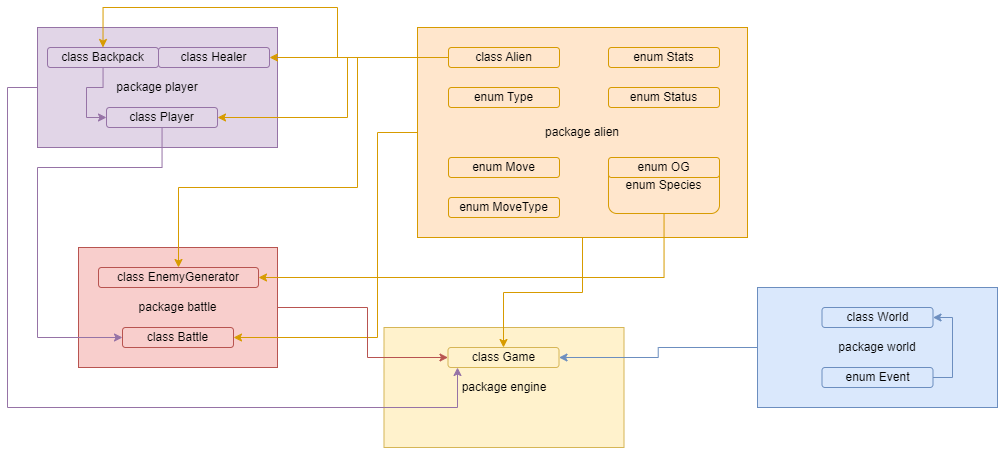 class Backpack
class Healer
package player
class Player
class Alien
enum Stats
enum Type
enum Status
package alien
enum Move
enum OG
enum Species
enum MoveType
class EnemyGenerator
package battle
class Battle
class Game
package engine
class World
package world
enum Event